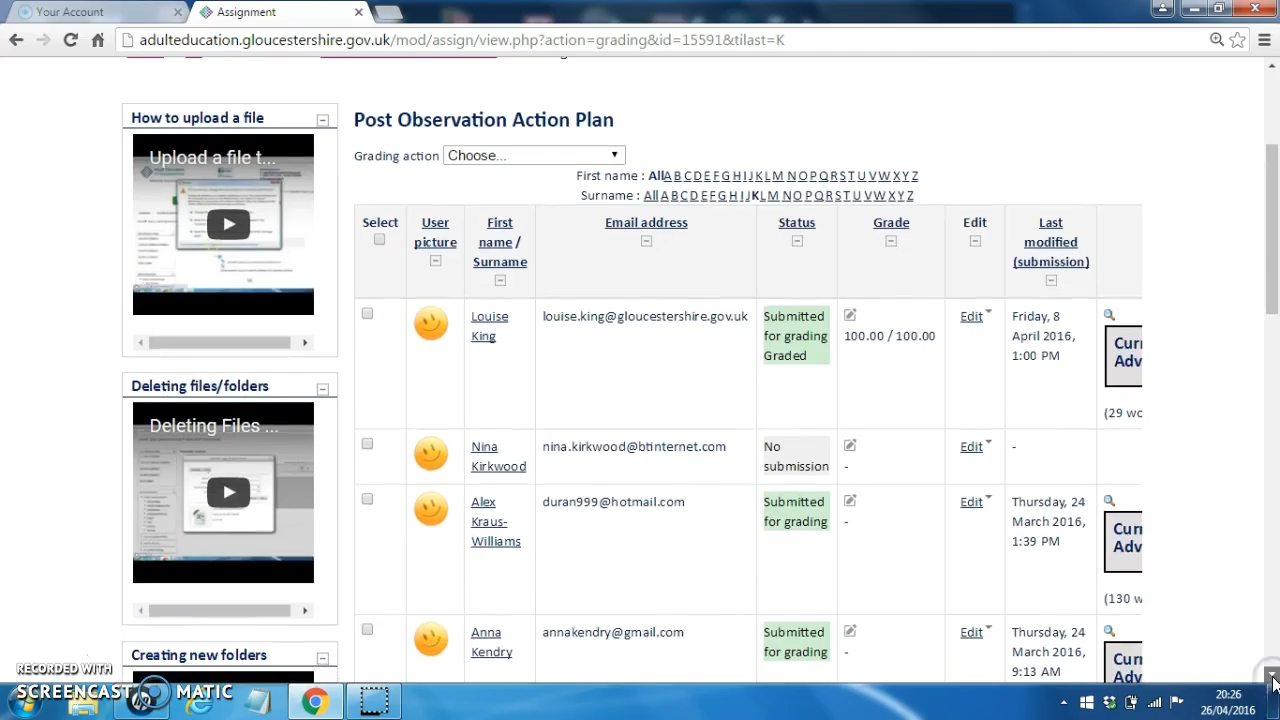 Your Account
Assignment
adulteducation.gloucestershire.gov.uk/mod/assign/view.php?action=grading&id=15591&tilast=K
How to upload a file
Upload a file t...
Deleting files/folders
Deleting Files ...
Creating new folders
Post Observation Action Plan
Grading action Choose...
First name : All A B C D E F G H I J K L M N O P Q R S T U V W X Y Z
Surname : All A B C D E F G H I J K L M N O P Q R S T U V W X Y Z
Select
User picture
First name / Surname
Email address
Status
Grade
Edit
Last modified (submission)
Louise King
louise.king@gloucestershire.gov.uk
Submitted for grading
Graded
100.00 / 100.00
Edit
Friday, 8 April 2016, 1:00 PM
Curr
Adv
(29 wo
Nina Kirkwood
nina.kirkwood@btinternet.com
No submission
-
Edit
-
Alex Kraus-Williams
duran999@hotmail.com
Submitted for grading
-
Edit
Thursday, 24 March 2016, 1:39 PM
Curr
Adv
(130 w
Anna Kendry
annakendry@gmail.com
Submitted for grading
-
Edit
Thursday, 24 March 2016, 9:13 AM
Curr
Adv
RECORDED WITH
SCREENCAST MATIC
20:26
26/04/2016